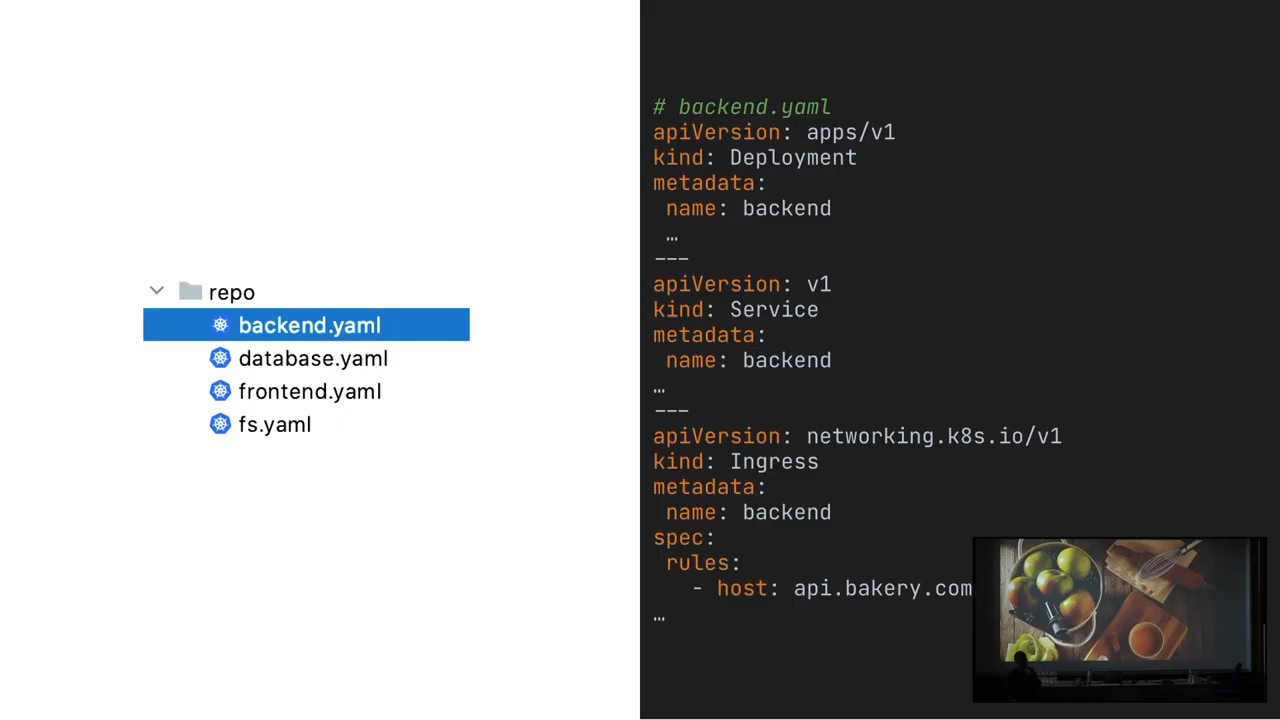 repo
backend.yaml
database.yaml
frontend.yaml
fs.yaml
# backend.yaml
apiVersion: apps/v1
kind: Deployment
metadata:
 name: backend
 …
---
apiVersion: v1
kind: Service
metadata:
 name: backend
…
---
apiVersion: networking.k8s.io/v1
kind: Ingress
metadata:
 name: backend
spec:
 rules:
   - host: api.bakery.com
…